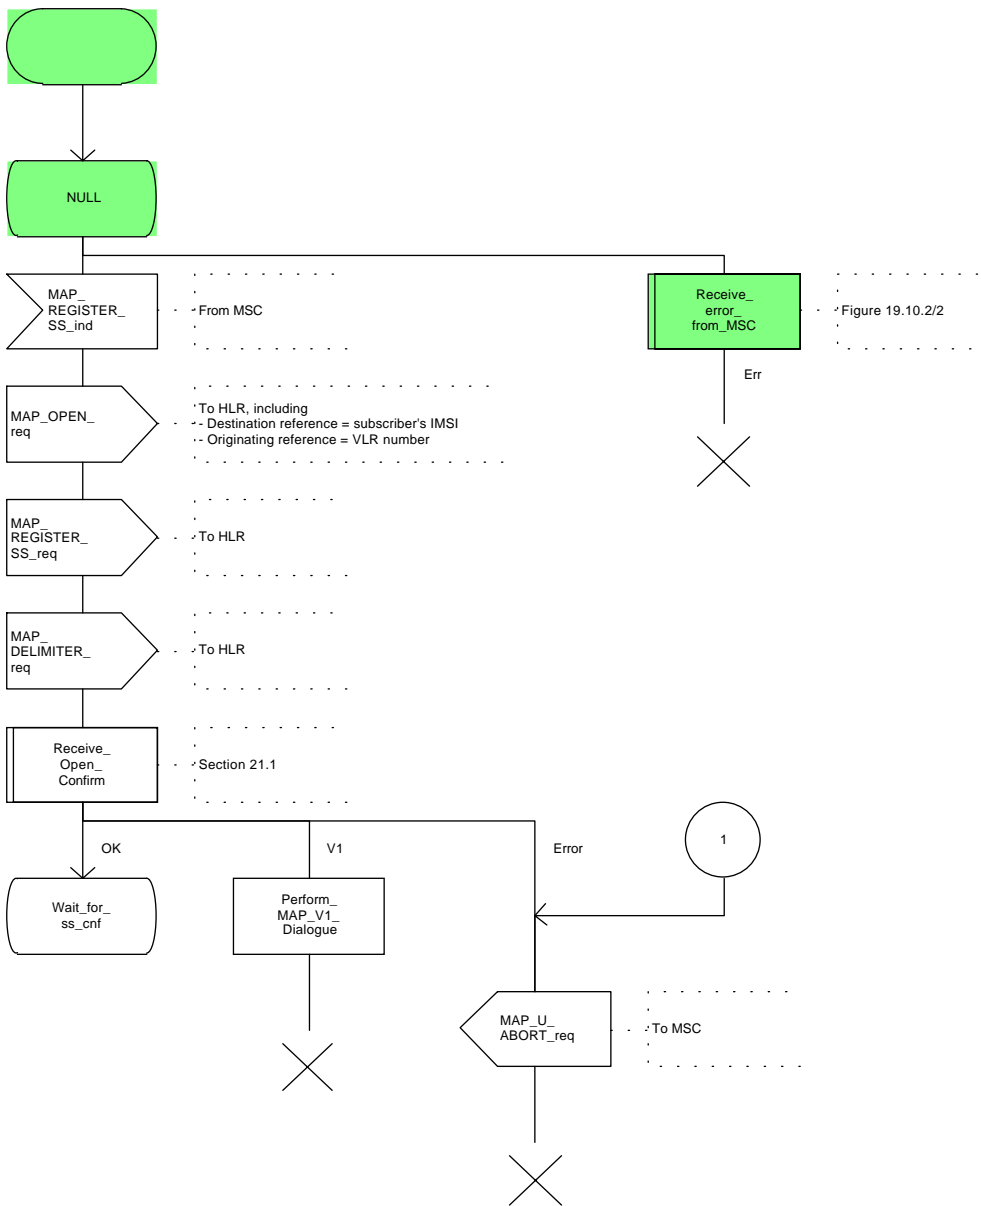 NULL
MAP_
REGISTER_
SS_ind
From MSC
Receive_
error_
from_MSC
Figure 19.10.2/2
Err
MAP_OPEN_
req
To HLR, including
- Destination reference = subscriber's IMSI
- Originating reference = VLR number
MAP_
REGISTER_
SS_req
To HLR
MAP_
DELIMITER_
req
To HLR
Receive_
Open_
Confirm
Section 21.1
OK
V1
Error
1
Wait_for_
ss_cnf
Perform_
MAP_V1_
Dialogue
MAP_U_
ABORT_req
To MSC